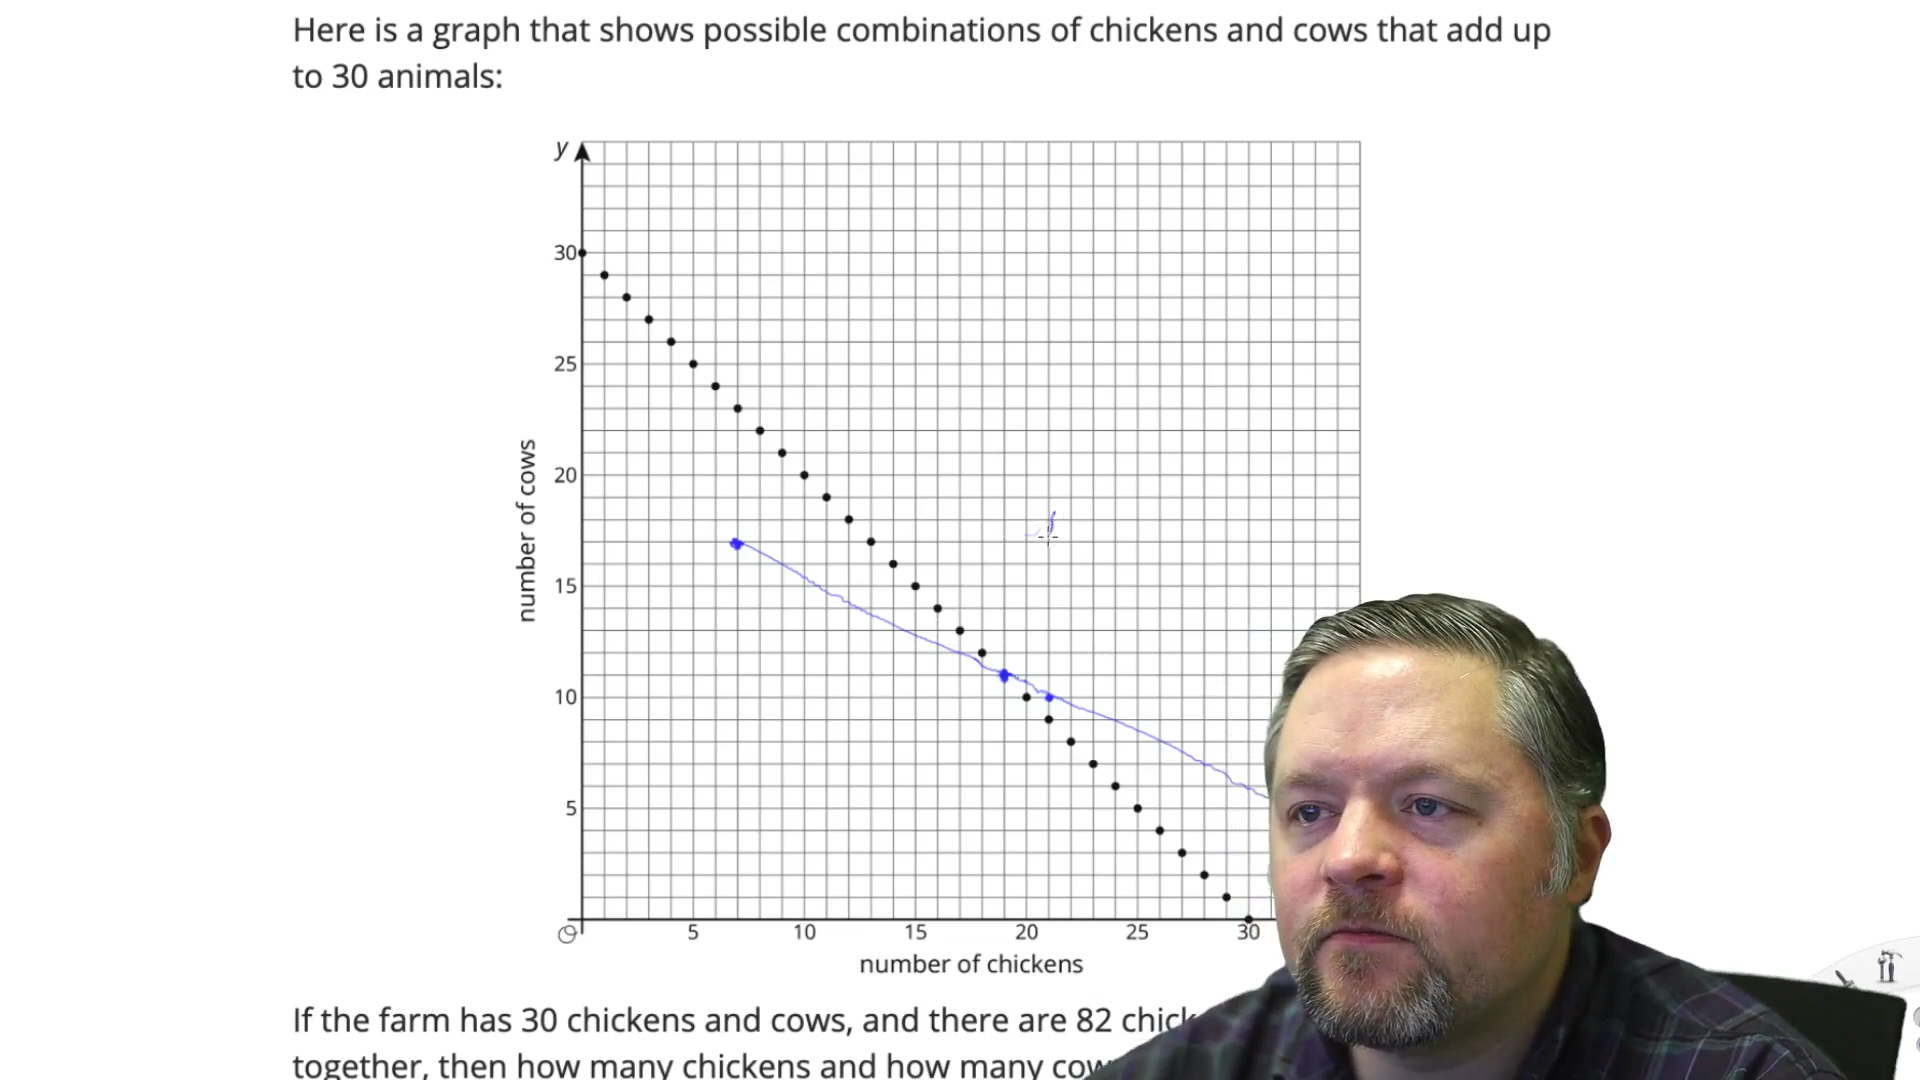 Here is a graph that shows possible combinations of chickens and cows that add up
to 30 animals:
y
30
25
20
15
10
5
number of cows
O
5 10 15 20 25 30
number of chickens
If the farm has 30 chickens and cows, and there are 82
together, then how many chickens and how many